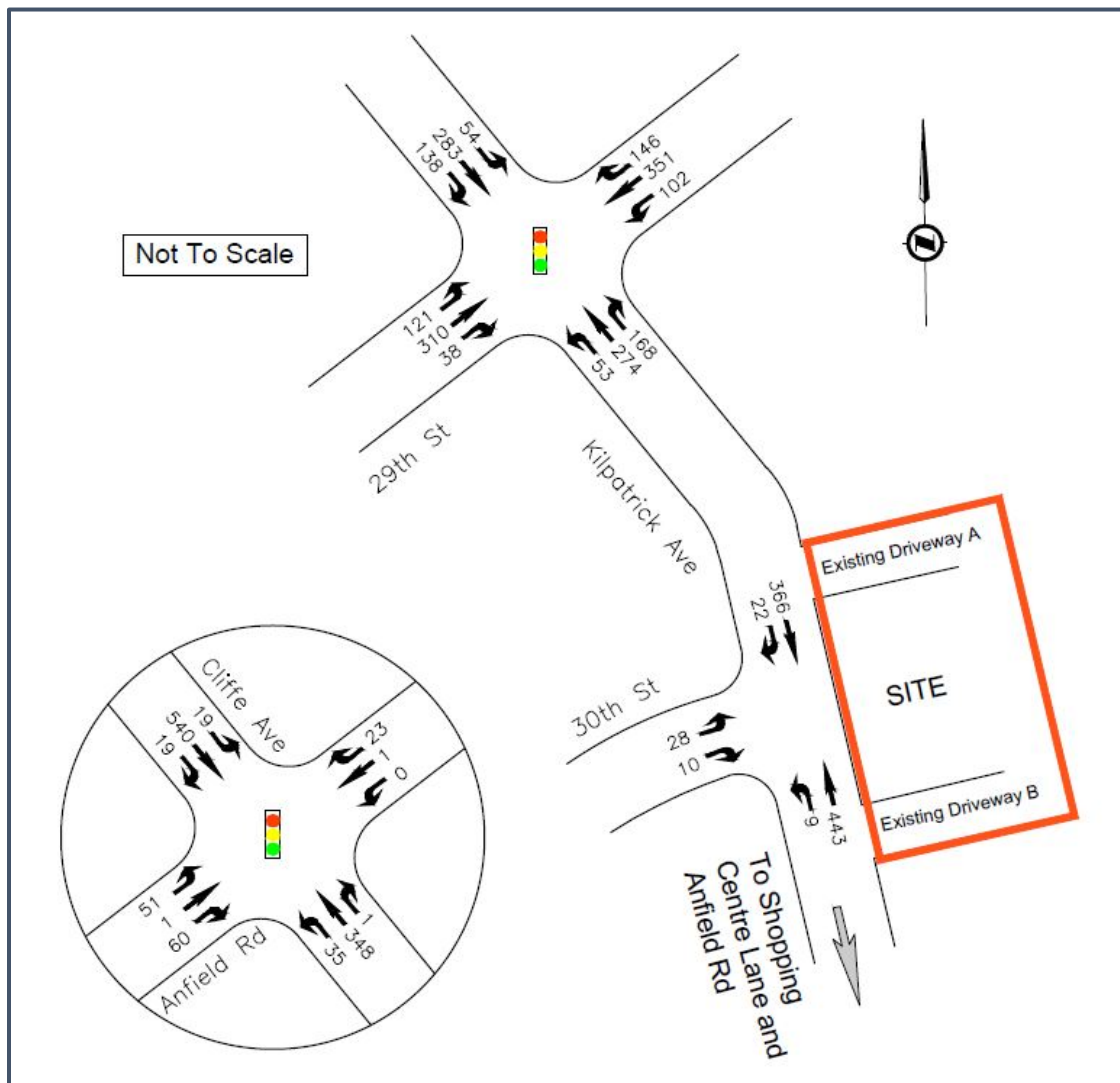 54
283
138
146
351
102
Not To Scale
121
310
38
168
274
53
29th St
Kilpatrick Ave
Existing Driveway A
366
22
SITE
30th St
28
10
9
443
Existing Driveway B
To Shopping
Centre Lane and
Anfield Rd
Cliffe Ave
19
540
19
23
1
0
51
1
60
1
348
35
Anfield Rd